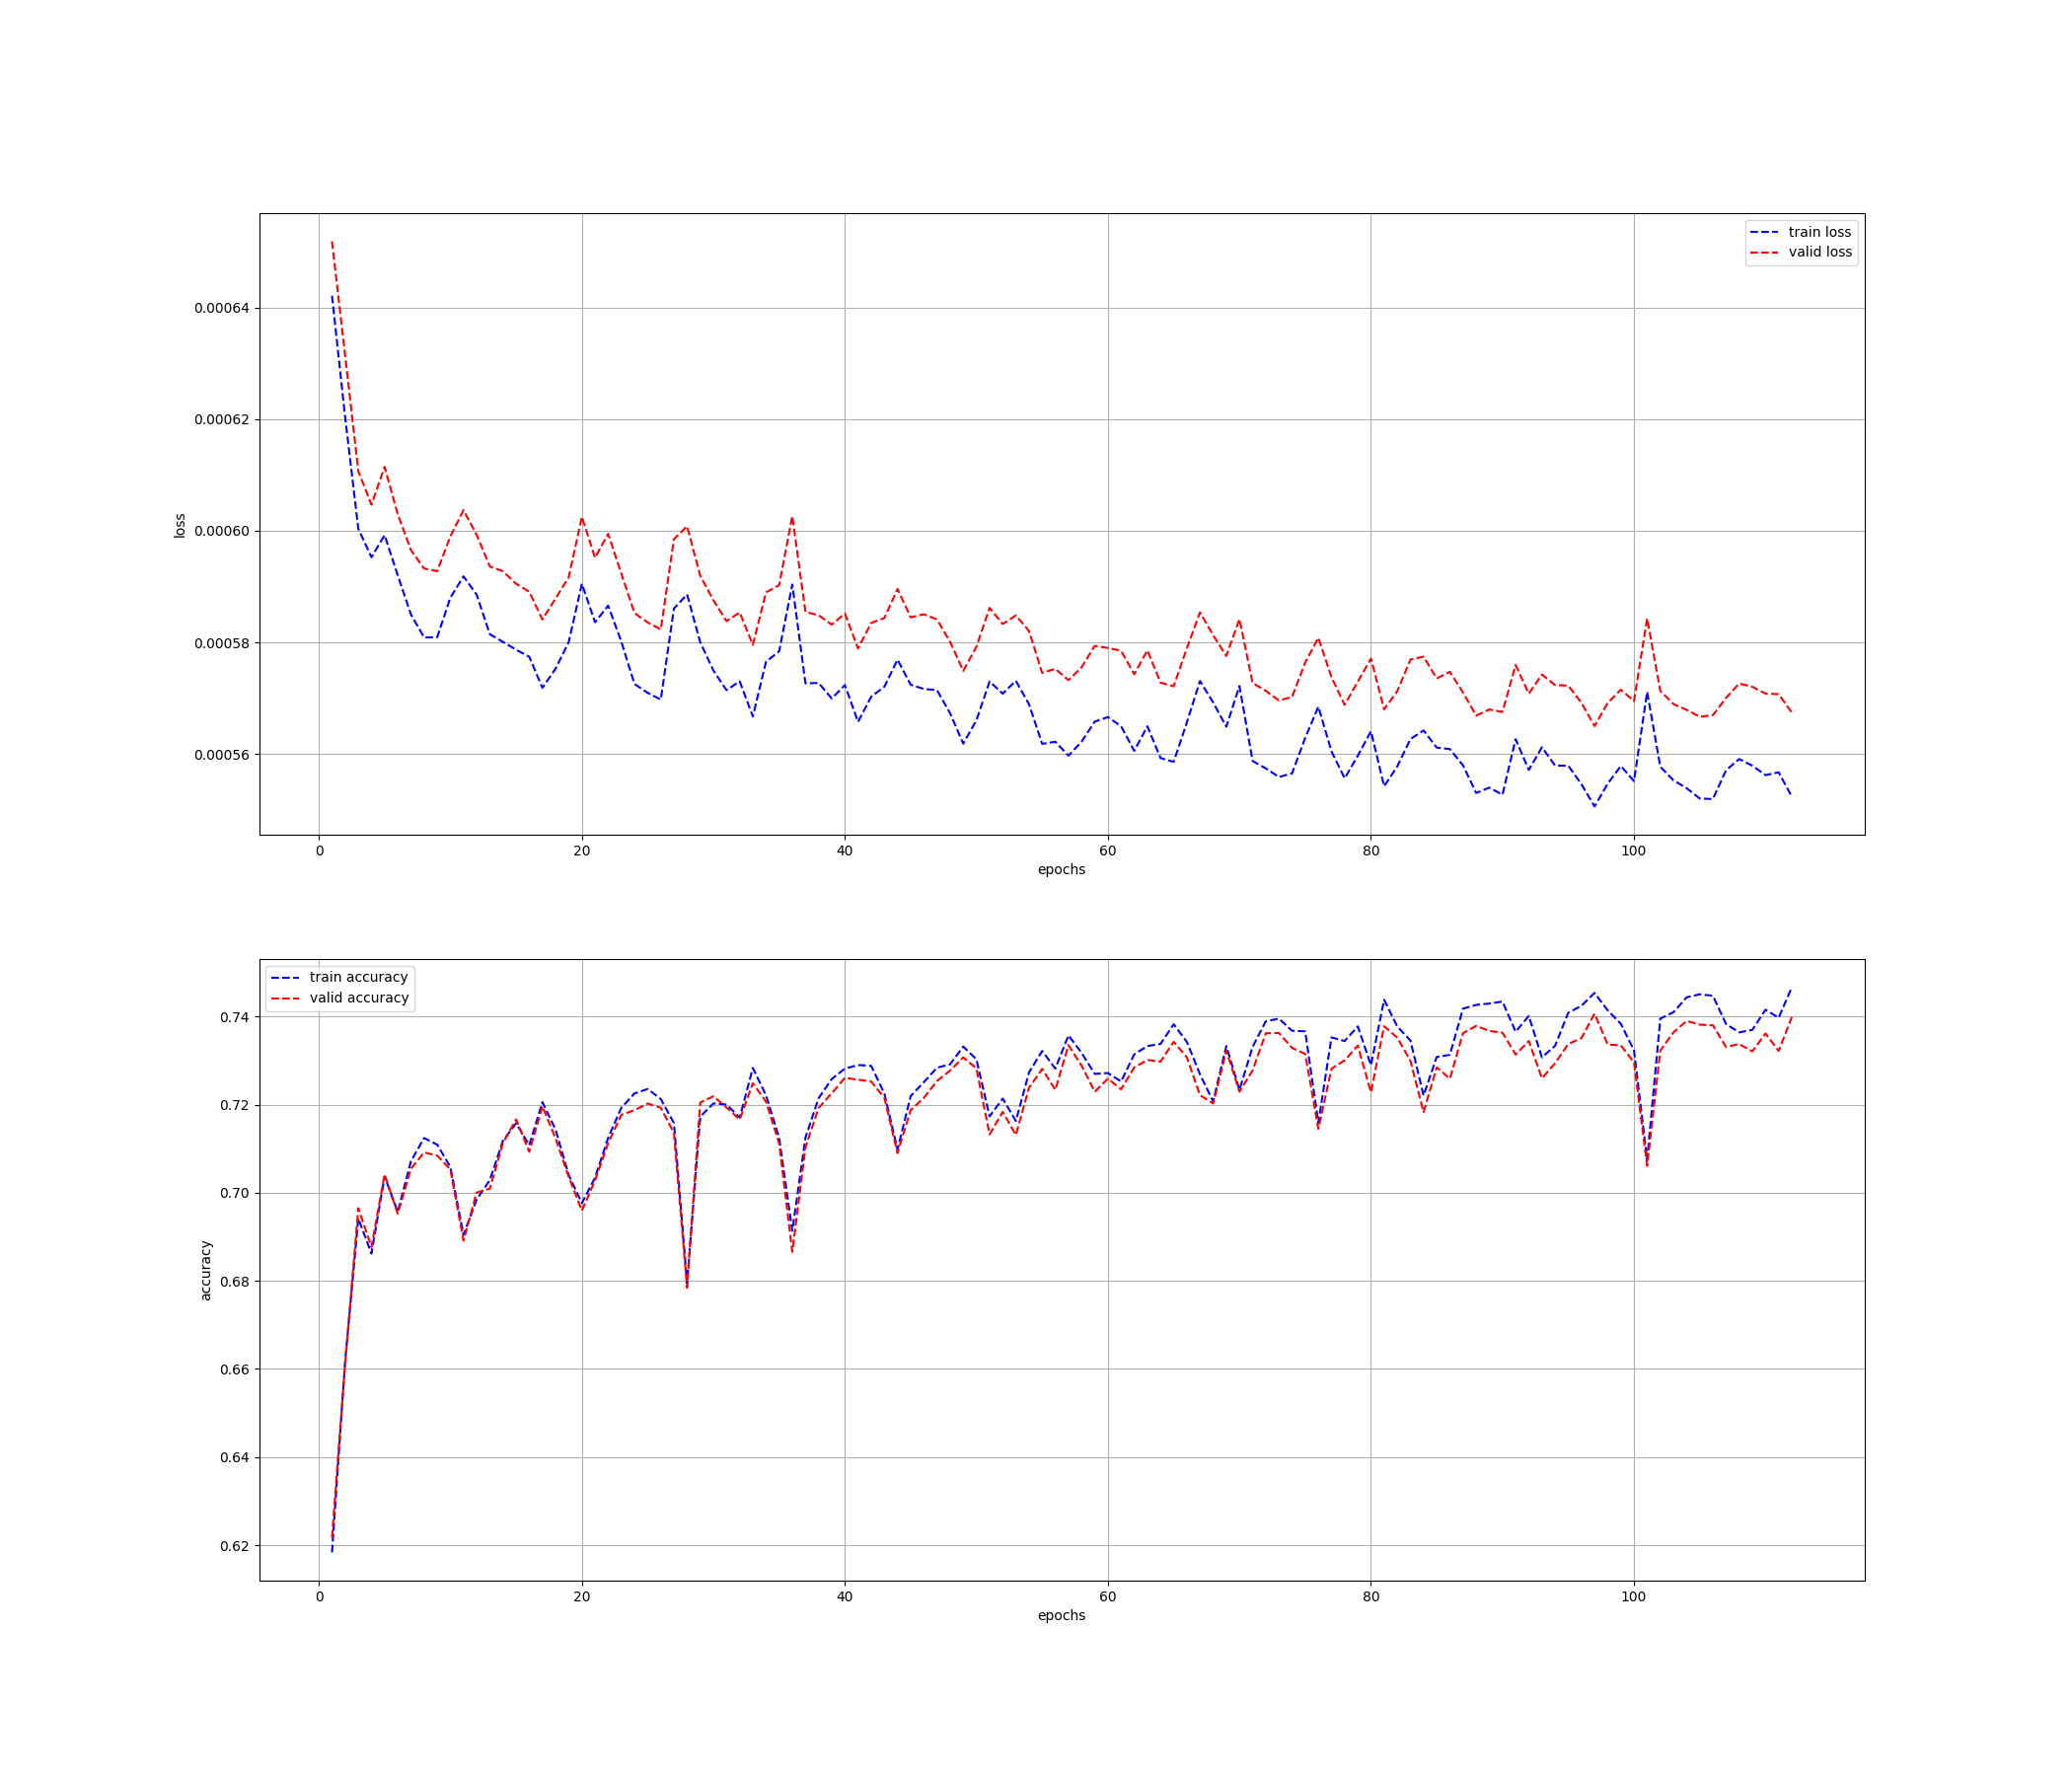 train loss
valid loss
0.00064
0.00062
0.00060
0.00058
0.00056
loss
0 20 40 60 80 100
epochs
train accuracy
valid accuracy
0.74
0.72
0.70
0.68
0.66
0.64
0.62
accuracy
0 20 40 60 80 100
epochs